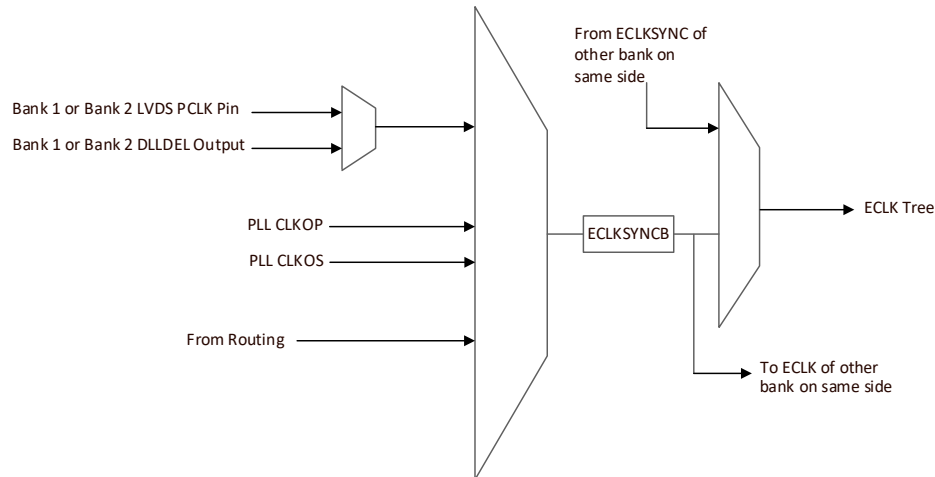 From ECLKSYNC of
other bank on
same side
Bank 1 or Bank 2 LVDS PCLK Pin
Bank 1 or Bank 2 DLLDEL Output
PLL CLKOP
PLL CLKOS
ECLKSYNCB
ECLK Tree
From Routing
To ECLK of other
bank on same side